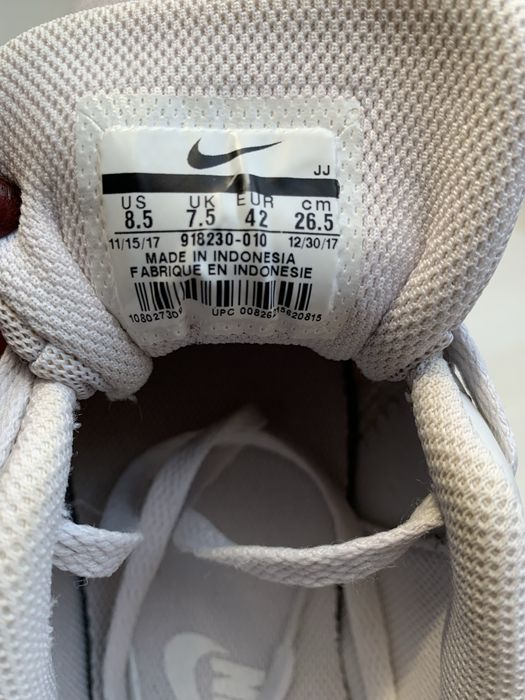 JJ
US UK EUR cm
8.5 7.5 42 26.5
11/15/17 918230-010 12/30/17
MADE IN INDONESIA
FABRIQUE EN INDONESIE
UPC